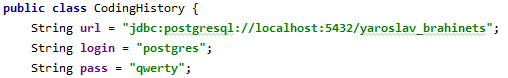 public class CodingHistory {
String url = "jdbc:postgresql://localhost:5432/yaroslav_brahinets";
String login = "postgres";
String pass = "qwerty";